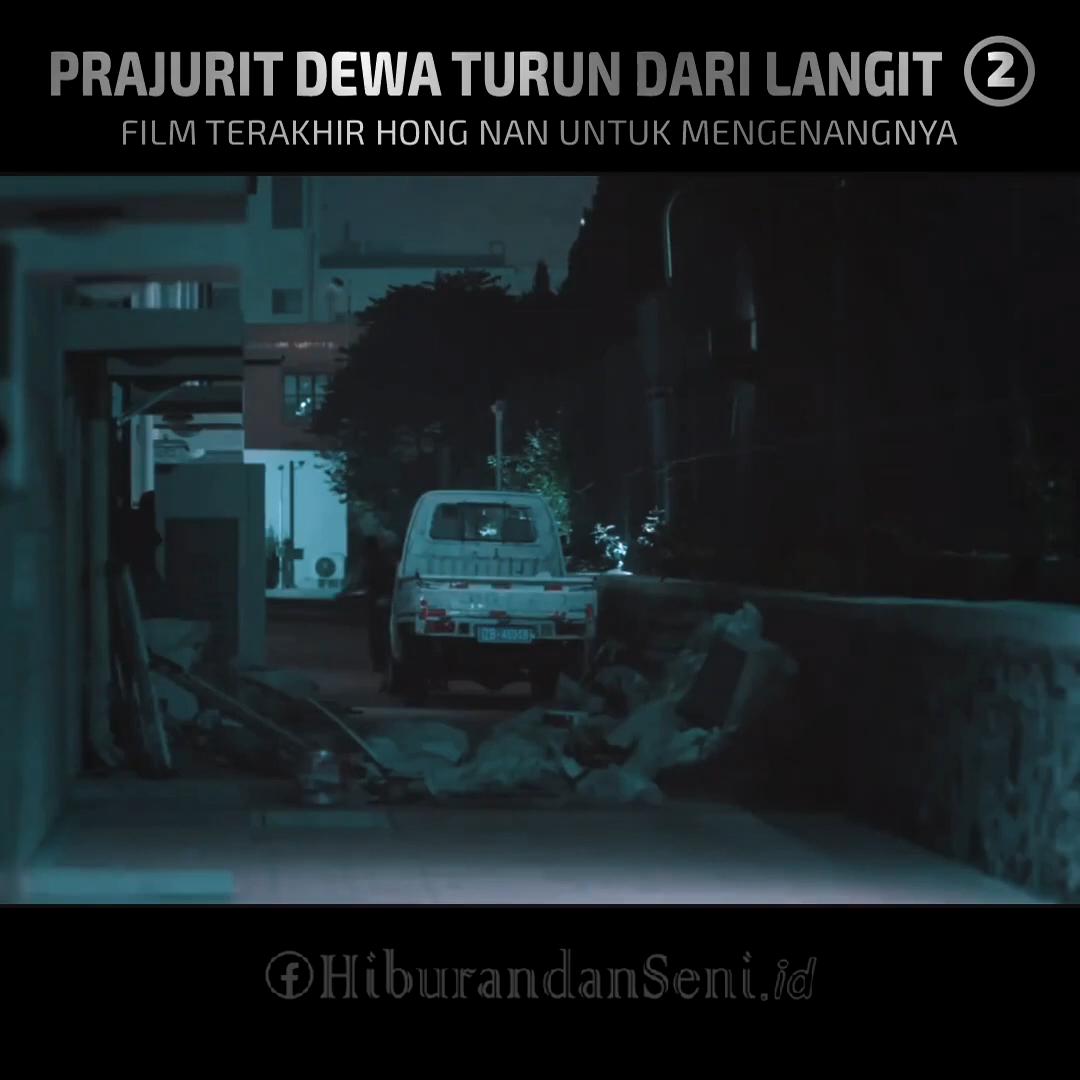 PRAJURIT DEWA TURUN DARI LANGIT 2
FILM TERAKHIR HONG NAN UNTUK MENGENANGNYA
HiburandanSeni.id